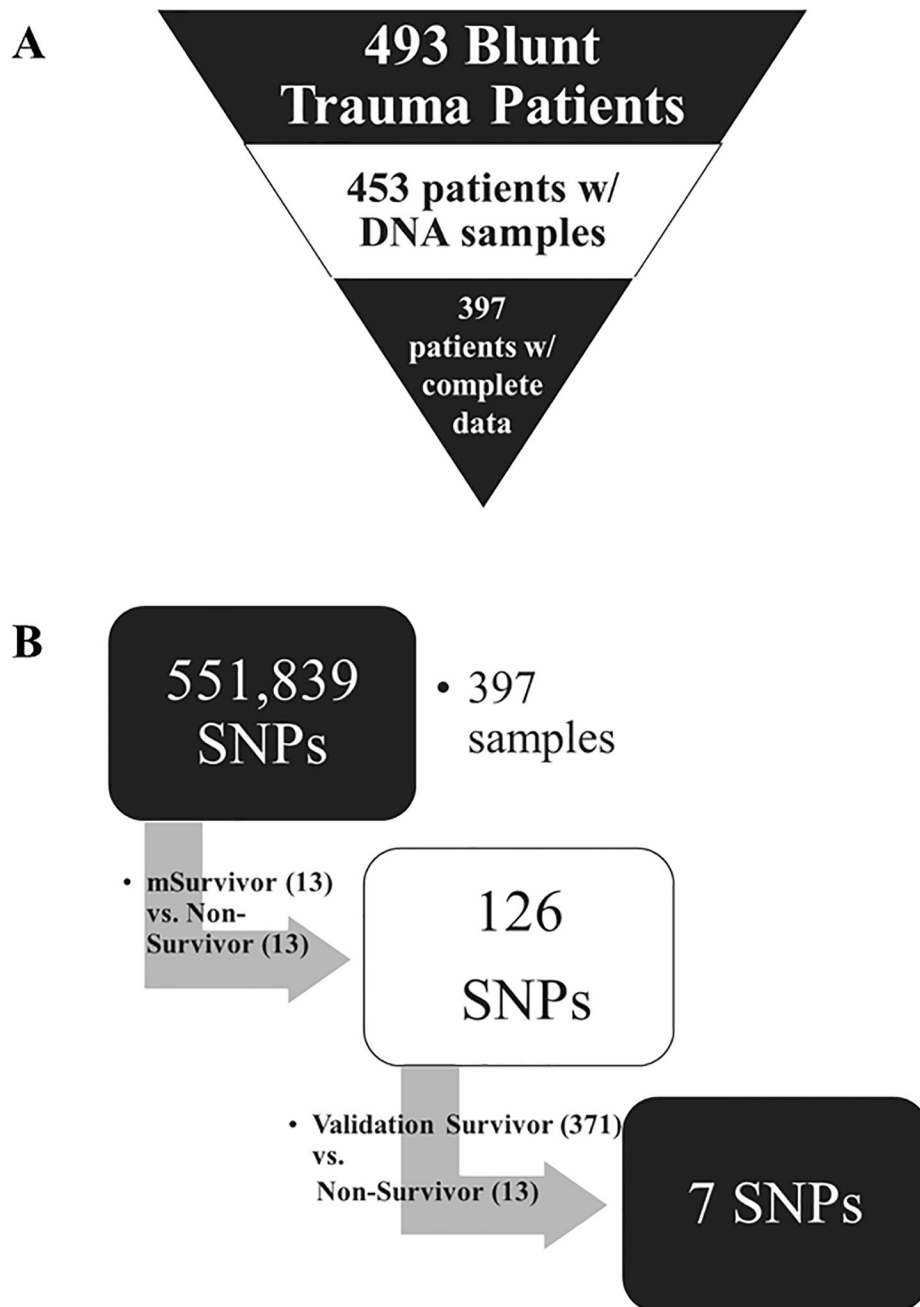 A
493 Blunt
Trauma Patients
453 patients w/
DNA samples
397
patients w/
complete
data
B
551,839
SNPs
• 397
samples
• mSurvivor (13)
vs. Non-
Survivor (13)
126
SNPs
• Validation Survivor (371)
vs.
Non-Survivor (13)
7 SNPs